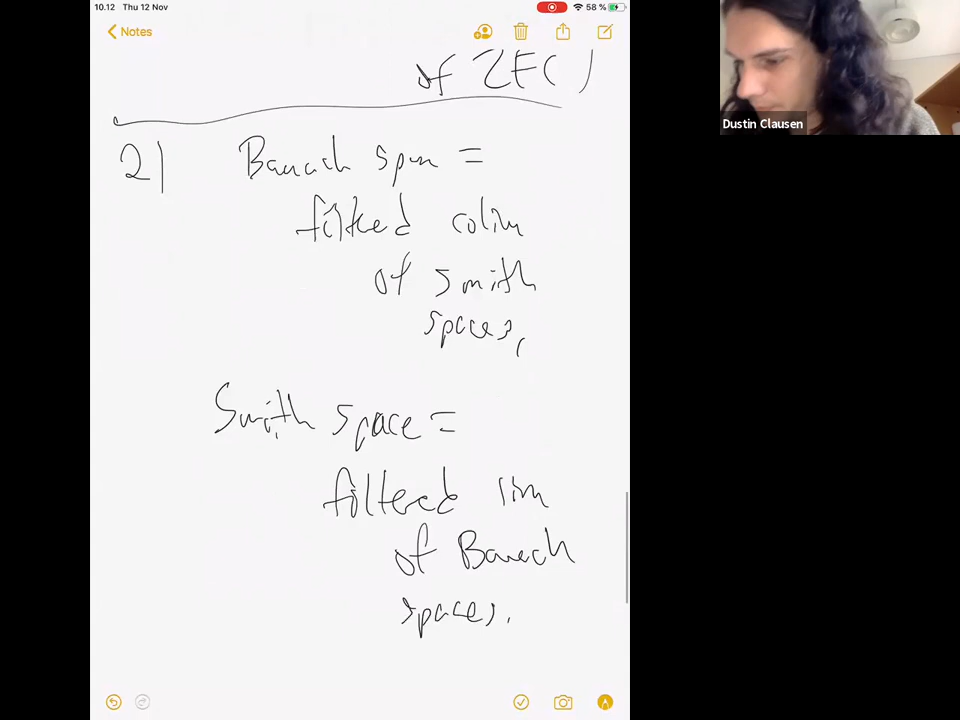 10.12 Thu 12 Nov
58 %
Notes
of ZFC)
2) Banach spm =
filtered colim
of smith
spaces,
Smith space =
filtered lim
of Banach
spaces.
Dustin Clausen